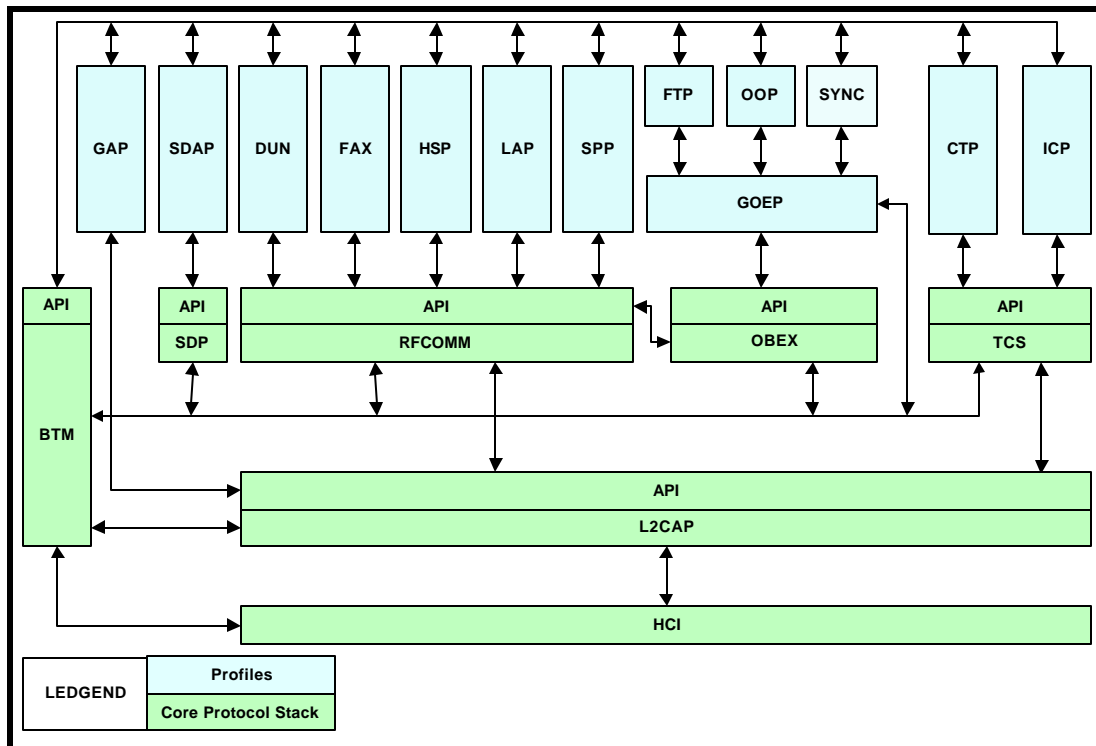 FTP
OOP
SYNC
GAP
SDAP
DUN
FAX
HSP
LAP
SPP
CTP
ICP
GOEP
API
API
API
API
API
SDP
RFCOMM
OBEX
TCS
BTM
API
L2CAP
HCI
LEDGEND
Profiles
Core Protocol Stack